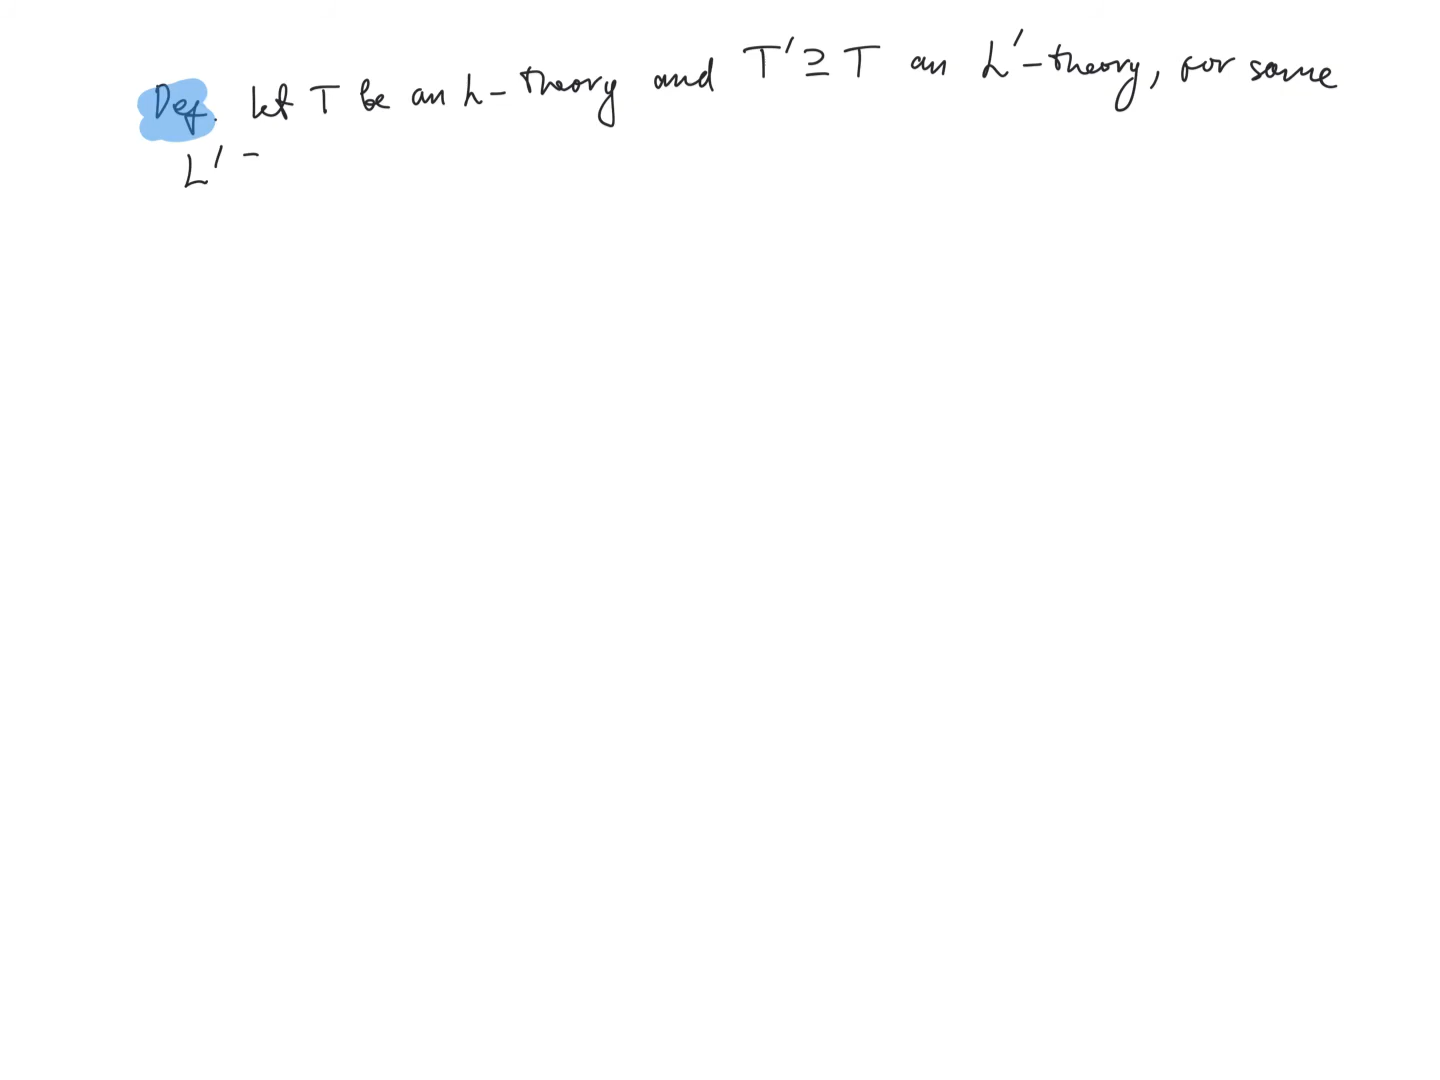 Def. let T be an L-theory and T' ⊇ T an L'-theory, for some
L' -